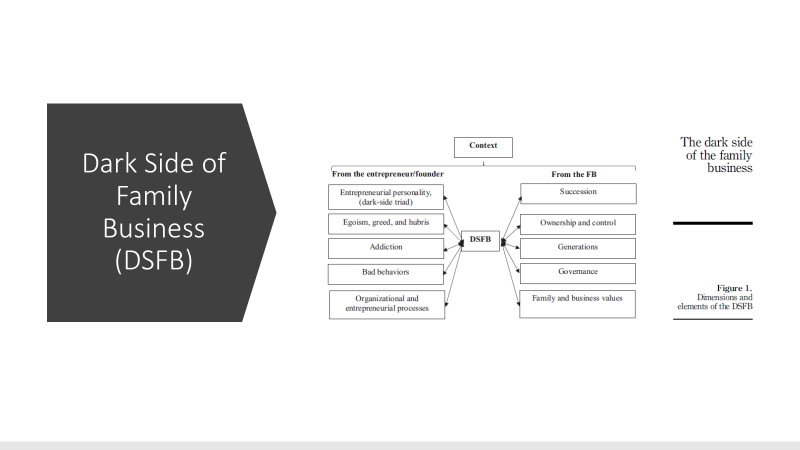 Dark Side of
Family
Business
(DSFB)
Context
From the entrepreneur/founder
From the FB
Entrepreneurial personality,
(dark-side triad)
Succession
Egoism, greed, and hubris
Ownership and control
DSFB
Addiction
Generations
Bad behaviors
Governance
Organizational and
entrepreneurial processes
Family and business values
The dark side
of the family
business
Figure 1.
Dimensions and
elements of the DSFB